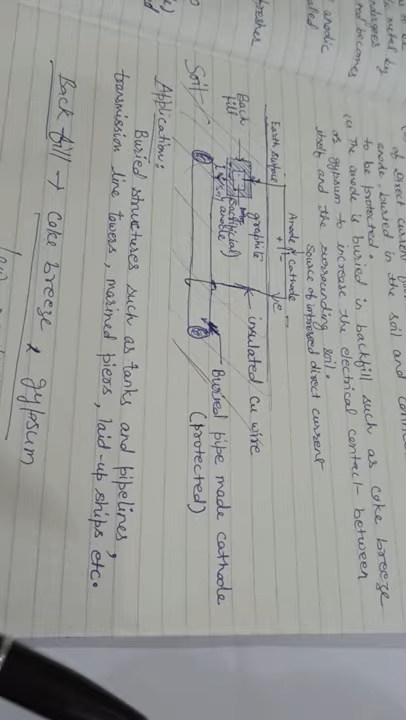 anodic
of direct current
anode buried in the soil and
to be protected.
(c) The anode is buried in backfill such as coke breeze
or gypsum to increase the electrical contact between
itself and the surrounding soil.
Source of impressed direct current
Anode cathode
+ -
Earth surface
e
Back fill
graphite
(sacrificial anode)
insulated cu wire
Soil
Buried pipe made cathode
(protected)
Application:
Buried structures such as tanks and pipelines,
transmission line towers, marined piers, laid-up ships etc.
Back fill → Coke breeze & gypsum